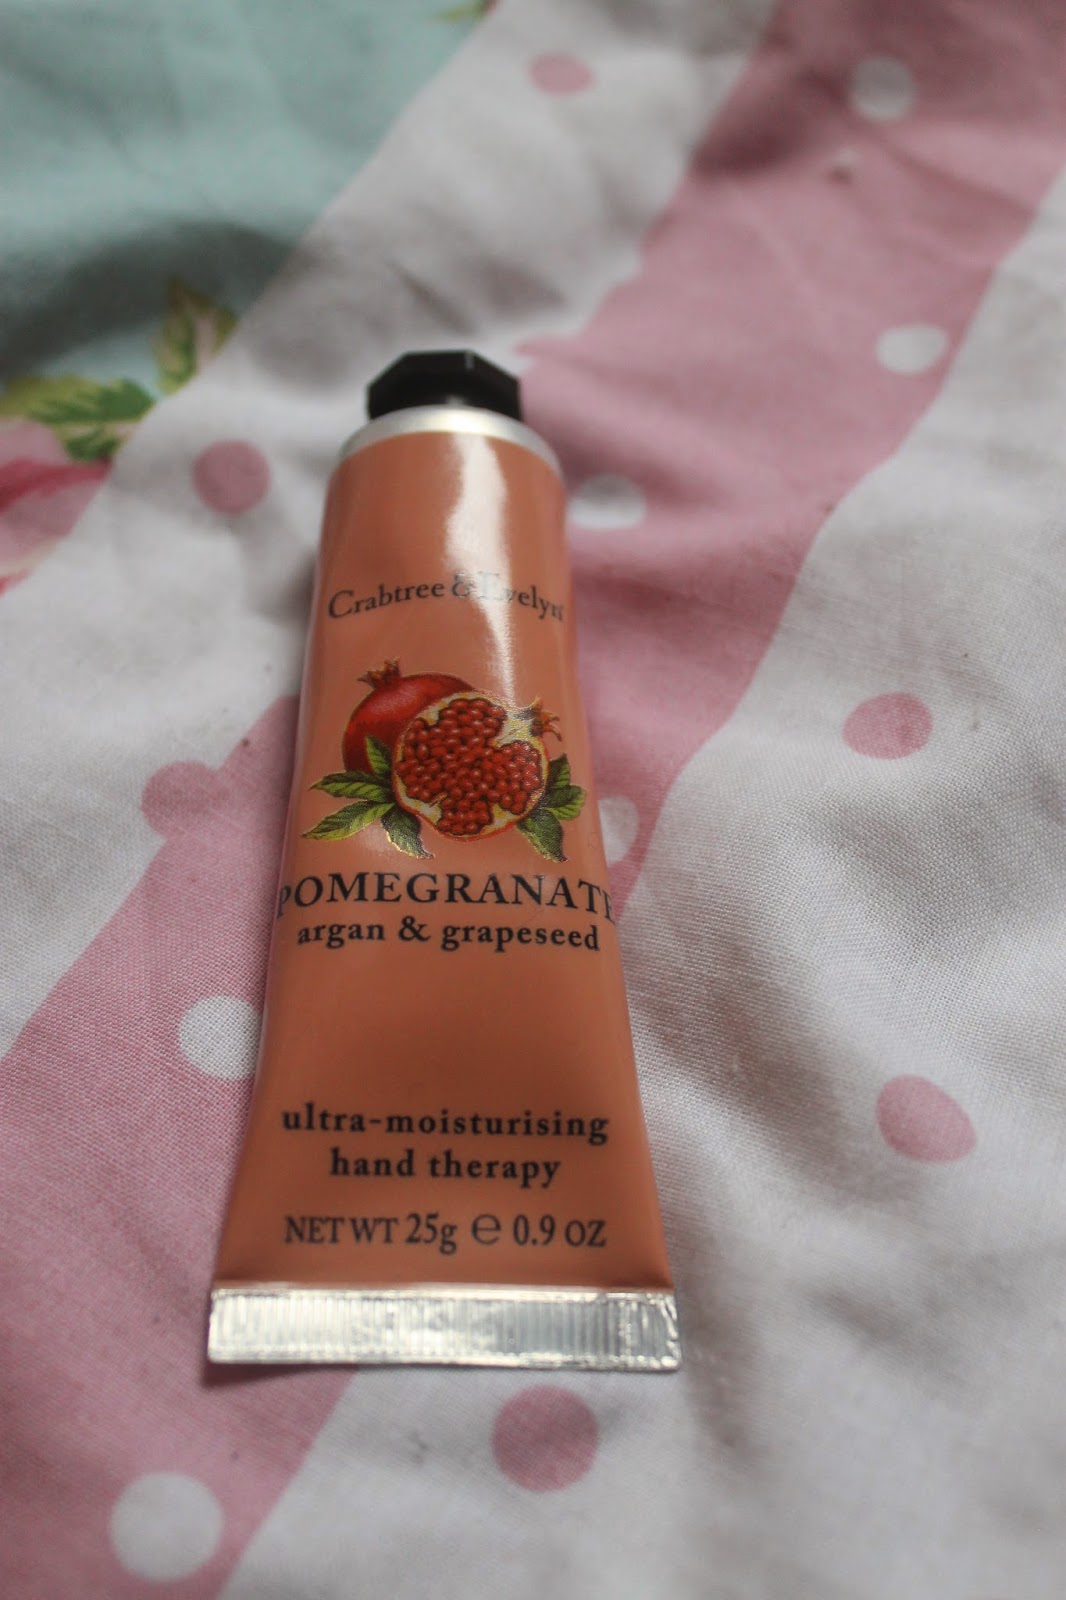 Crabtree & Evelyn
POMEGRANATE
argan & grapeseed
ultra-moisturising
hand therapy
NET WT 25g ℮ 0.9 OZ